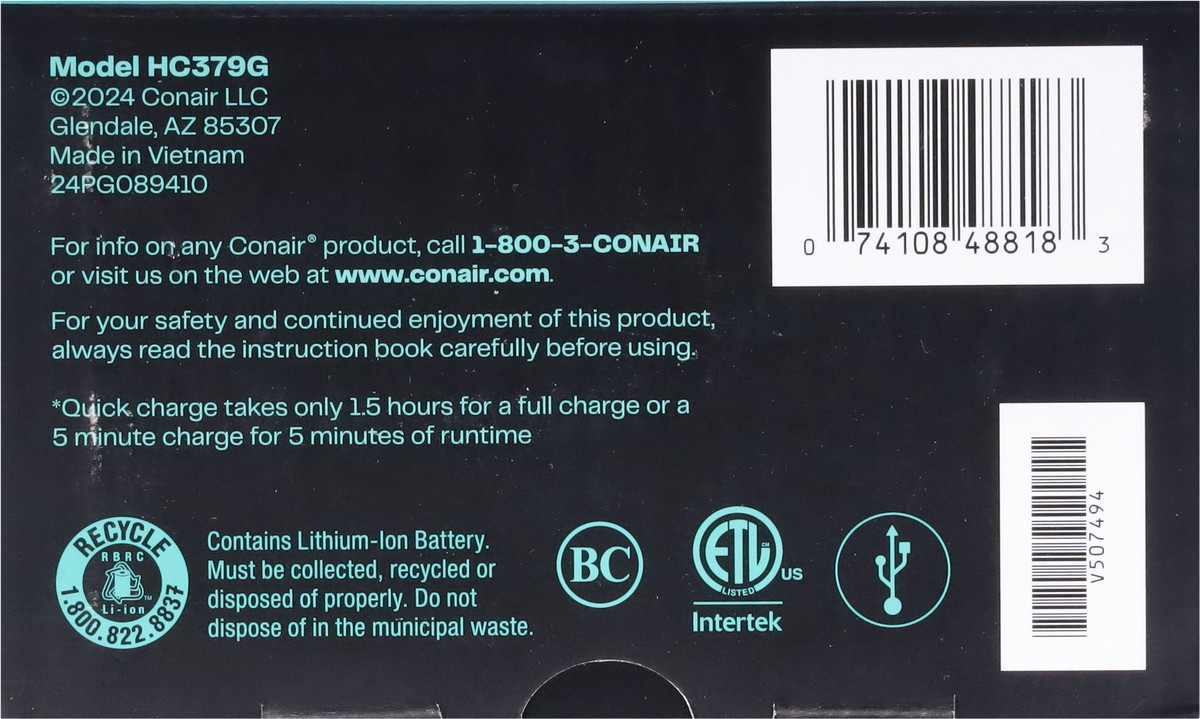 Model HC379G
©2024 Conair LLC
Glendale, AZ 85307
Made in Vietnam
24PG089410
For info on any Conair® product, call 1-800-3-CONAIR
or visit us on the web at www.conair.com.
For your safety and continued enjoyment of this product,
always read the instruction book carefully before using.
*Quick charge takes only 1.5 hours for a full charge or a
5 minute charge for 5 minutes of runtime
RECYCLE
RBRC
Li-ion™
1.800.822.8837
Contains Lithium-Ion Battery.
Must be collected, recycled or
disposed of properly. Do not
dispose of in the municipal waste.
BC
ETL CM
LISTED
US
Intertek
0 74108 48818 3
V507494